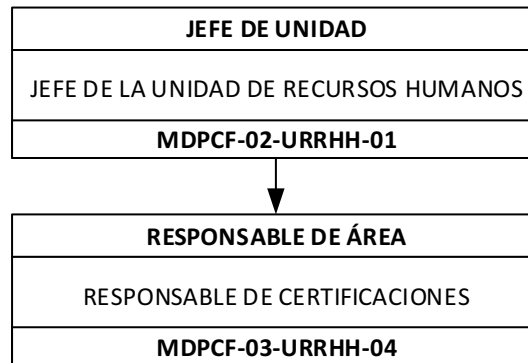 JEFE DE UNIDAD
JEFE DE LA UNIDAD DE RECURSOS HUMANOS
MDPCF-02-URRHH-01
RESPONSABLE DE ÁREA
RESPONSABLE DE CERTIFICACIONES
MDPCF-03-URRHH-04